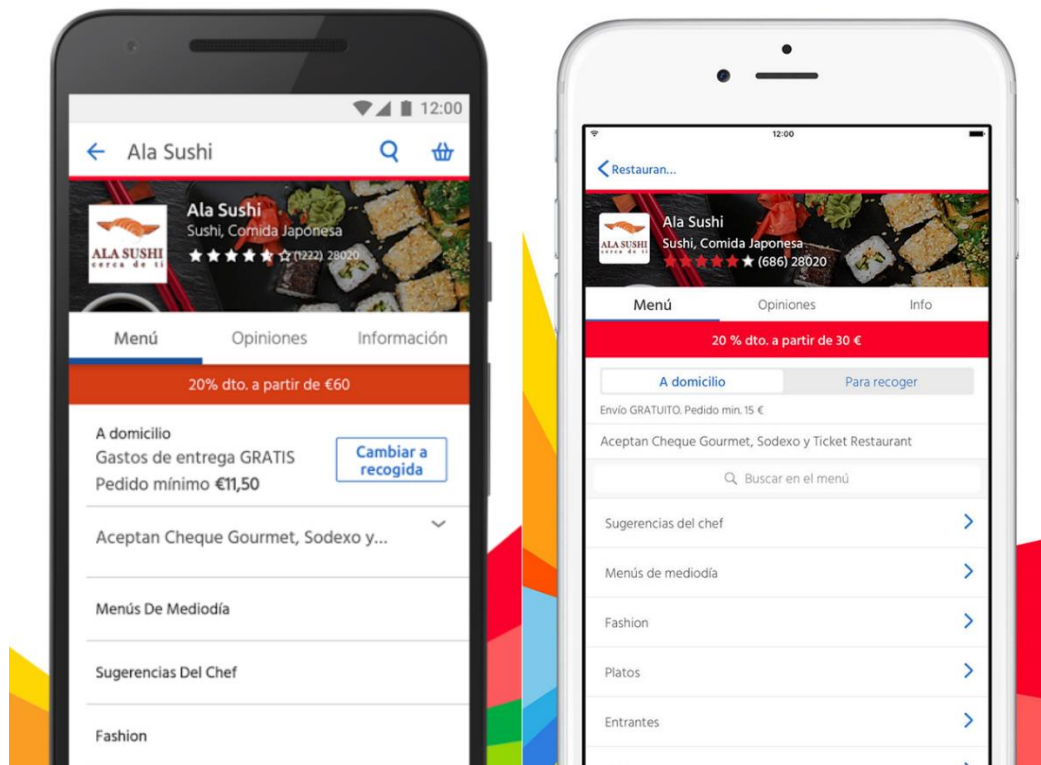 12:00
Ala Sushi
ALA SUSHI
cerca de ti
Ala Sushi
Sushi, Comida Japonesa
(1222) 28020
Menú Opiniones Información
20% dto. a partir de €60
A domicilio
Gastos de entrega GRATIS
Pedido mínimo €11,50
Cambiar a
recogida
Aceptan Cheque Gourmet, Sodexo y...
Menús De Mediodía
Sugerencias Del Chef
Fashion
12:00
Restauran...
ALA SUSHI
cerca de ti
Ala Sushi
Sushi, Comida Japonesa
(686) 28020
Menú Opiniones Info
20 % dto. a partir de 30 €
A domicilio Para recoger
Envío GRATUITO. Pedido min. 15 €
Aceptan Cheque Gourmet, Sodexo y Ticket Restaurant
Buscar en el menú
Sugerencias del chef
Menús de mediodía
Fashion
Platos
Entrantes